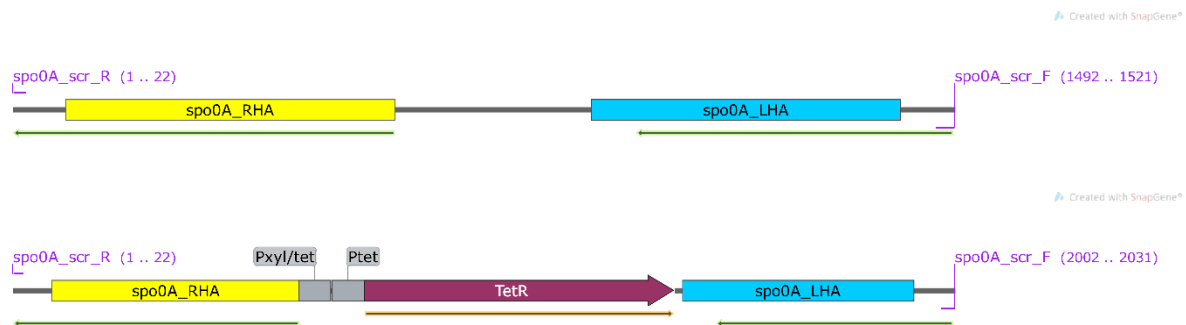 Created with SnapGene®
spo0A_scr_R (1 .. 22)
spo0A_scr_F (1492 .. 1521)
spo0A_RHA
spo0A_LHA
Created with SnapGene®
Pxyl/tet
Ptet
spo0A_scr_R (1 .. 22)
spo0A_scr_F (2002 .. 2031)
spo0A_RHA
TetR
spo0A_LHA